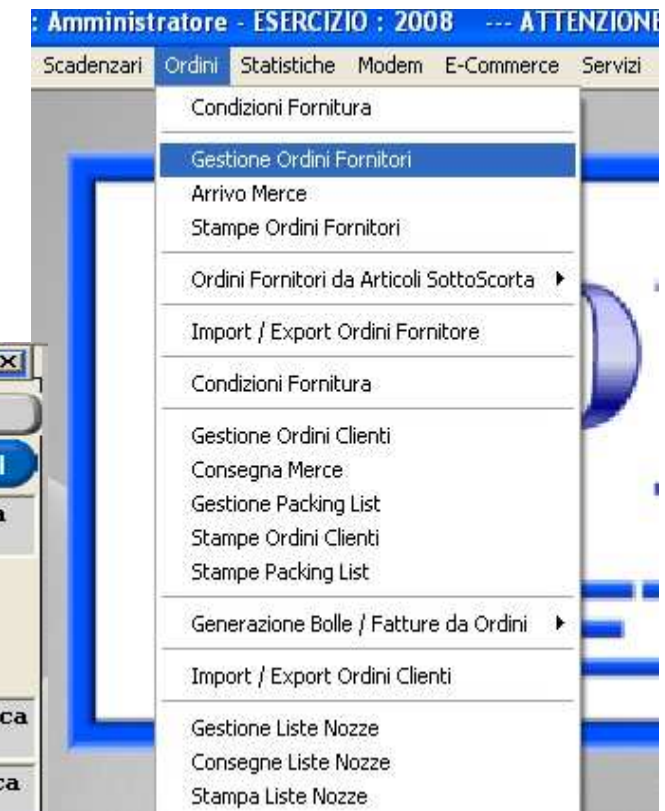 : Amministratore - ESERCIZIO : 2008 --- ATTENZIONE
Scadenzari Ordini Statistiche Modem E-Commerce Servizi
Condizioni Fornitura
Gestione Ordini Fornitori
Arrivo Merce
Stampe Ordini Fornitori
Ordini Fornitori da Articoli SottoScorta
Import / Export Ordini Fornitore
Condizioni Fornitura
Gestione Ordini Clienti
Consegna Merce
Gestione Packing List
Stampe Ordini Clienti
Stampe Packing List
Generazione Bolle / Fatture da Ordini
Import / Export Ordini Clienti
Gestione Liste Nozze
Consegne Liste Nozze
Stampa Liste Nozze
ca
ca